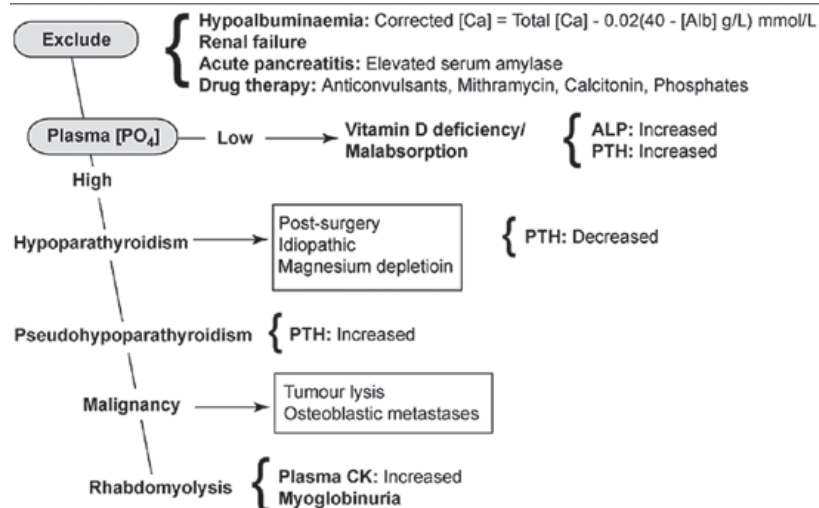 Exclude
Hypoalbuminaemia: Corrected [Ca] = Total [Ca] - 0.02(40 - [Alb] g/L) mmol/L
Renal failure
Acute pancreatitis: Elevated serum amylase
Drug therapy: Anticonvulsants, Mithramycin, Calcitonin, Phosphates
Plasma [PO₄]
Low
Vitamin D deficiency/
Malabsorption
ALP: Increased
PTH: Increased
High
Hypoparathyroidism
Post-surgery
Idiopathic
Magnesium depletioin
PTH: Decreased
Pseudohypoparathyroidism
PTH: Increased
Malignancy
Tumour lysis
Osteoblastic metastases
Rhabdomyolysis
Plasma CK: Increased
Myoglobinuria